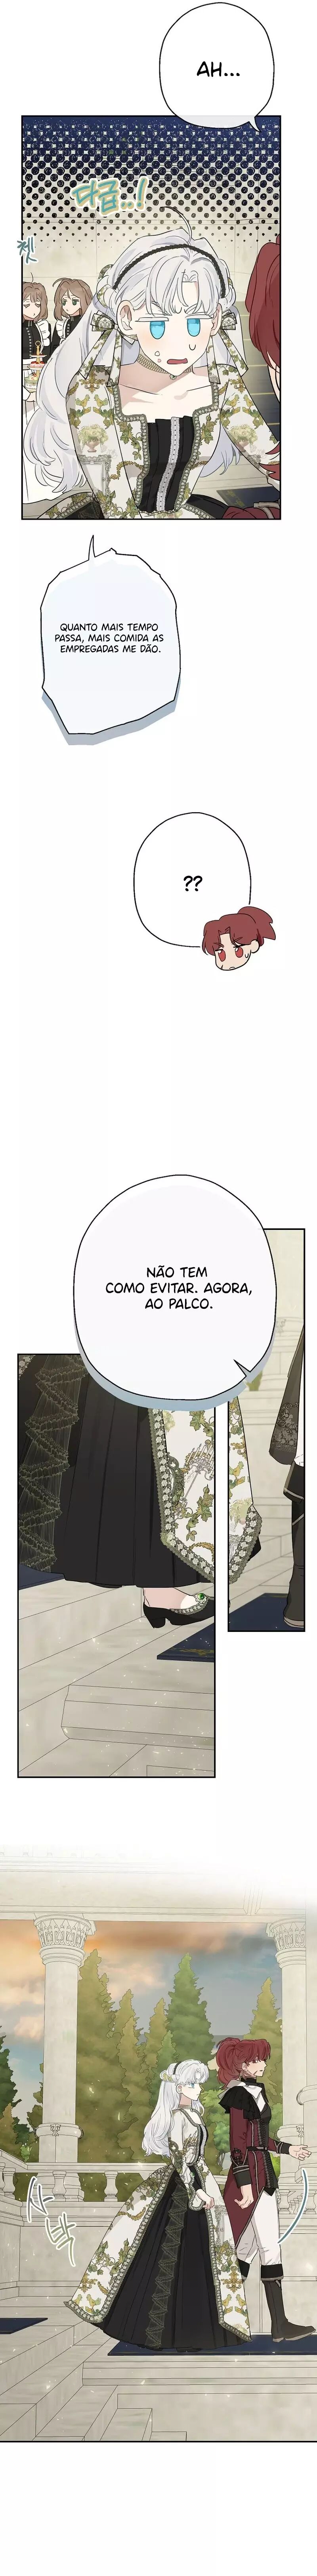 AH...
다급..!
쳇
QUANTO MAIS TEMPO
PASSA, MAIS COMIDA AS
EMPREGADAS ME DÃO.
??
NÃO TEM
COMO EVITAR. AGORA,
AO PALCO.